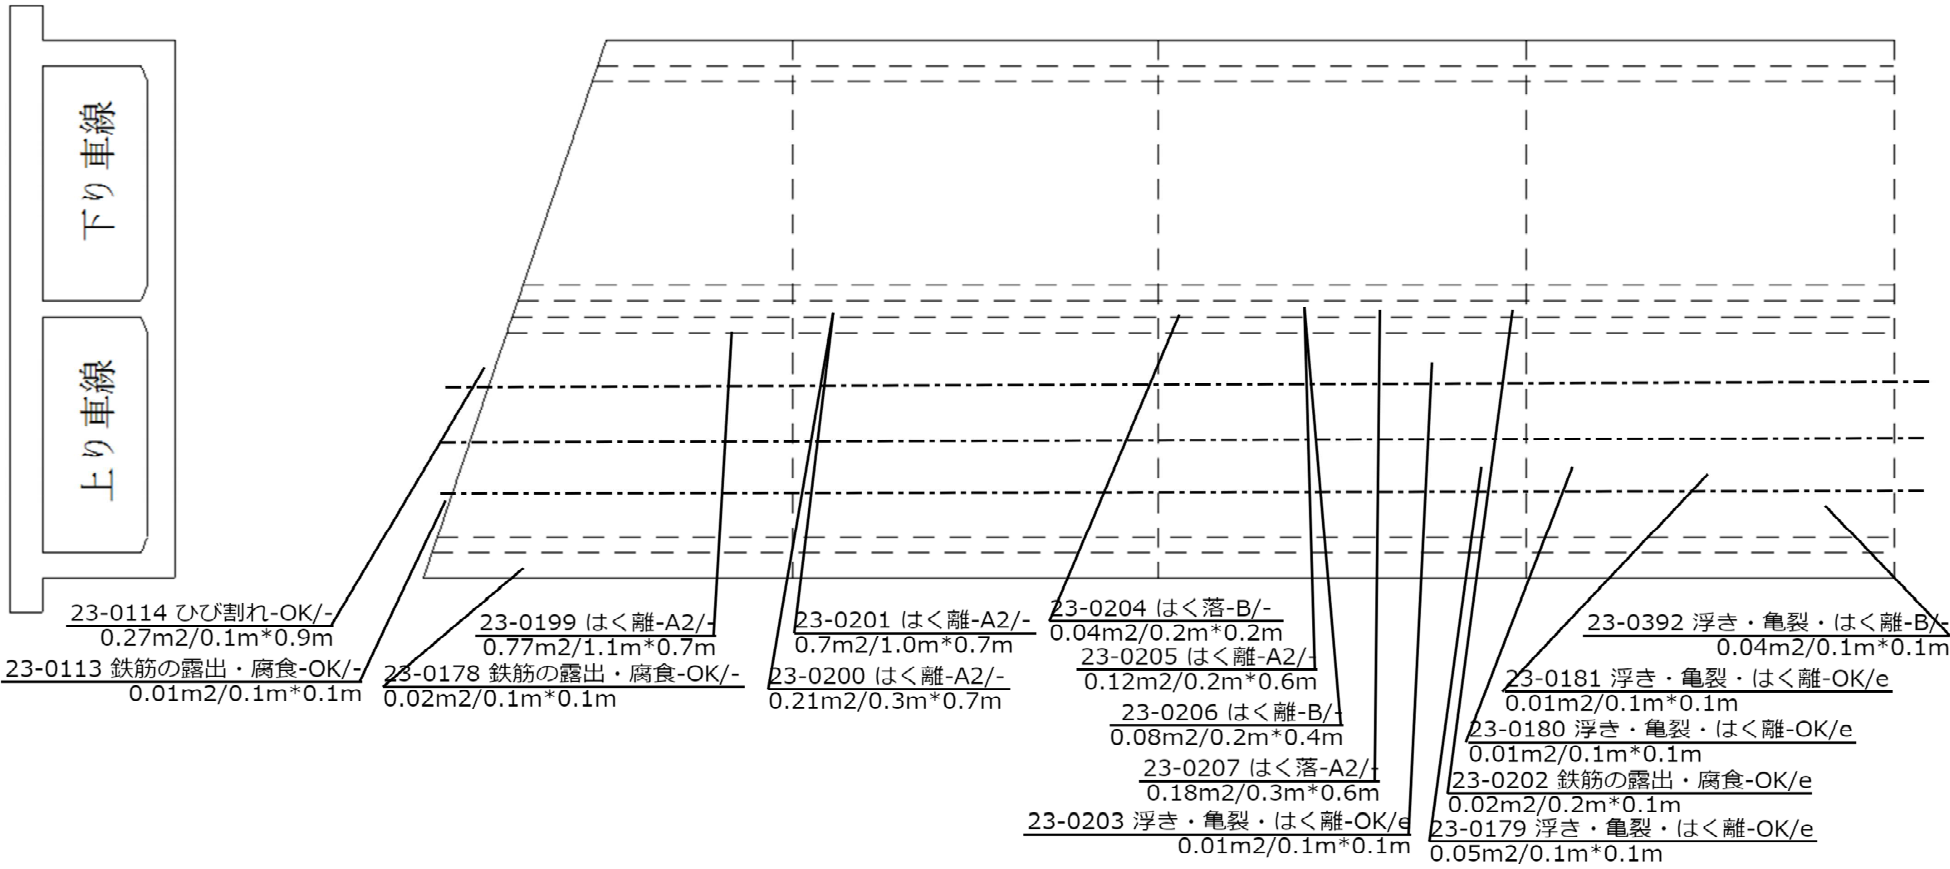 下り車線
上り車線
23-0114 ひび割れ-OK/-
0.27m2/0.1m*0.9m
23-0113 鉄筋の露出・腐食-OK/-
0.01m2/0.1m*0.1m
23-0178 鉄筋の露出・腐食-OK/-
0.02m2/0.1m*0.1m
23-0199 はく離-A2/-
0.77m2/1.1m*0.7m
23-0201 はく離-A2/-
0.7m2/1.0m*0.7m
23-0200 はく離-A2/-
0.21m2/0.3m*0.7m
23-0204 はく落-B/-
0.04m2/0.2m*0.2m
23-0205 はく離-A2/-
0.12m2/0.2m*0.6m
23-0206 はく離-B/-
0.08m2/0.2m*0.4m
23-0207 はく落-A2/-
0.18m2/0.3m*0.6m
23-0203 浮き・亀裂・はく離-OK/e
0.01m2/0.1m*0.1m
23-0392 浮き・亀裂・はく離-B/-
0.04m2/0.1m*0.1m
23-0181 浮き・亀裂・はく離-OK/e
0.01m2/0.1m*0.1m
23-0180 浮き・亀裂・はく離-OK/e
0.01m2/0.1m*0.1m
23-0202 鉄筋の露出・腐食-OK/e
0.02m2/0.2m*0.1m
23-0179 浮き・亀裂・はく離-OK/e
0.05m2/0.1m*0.1m